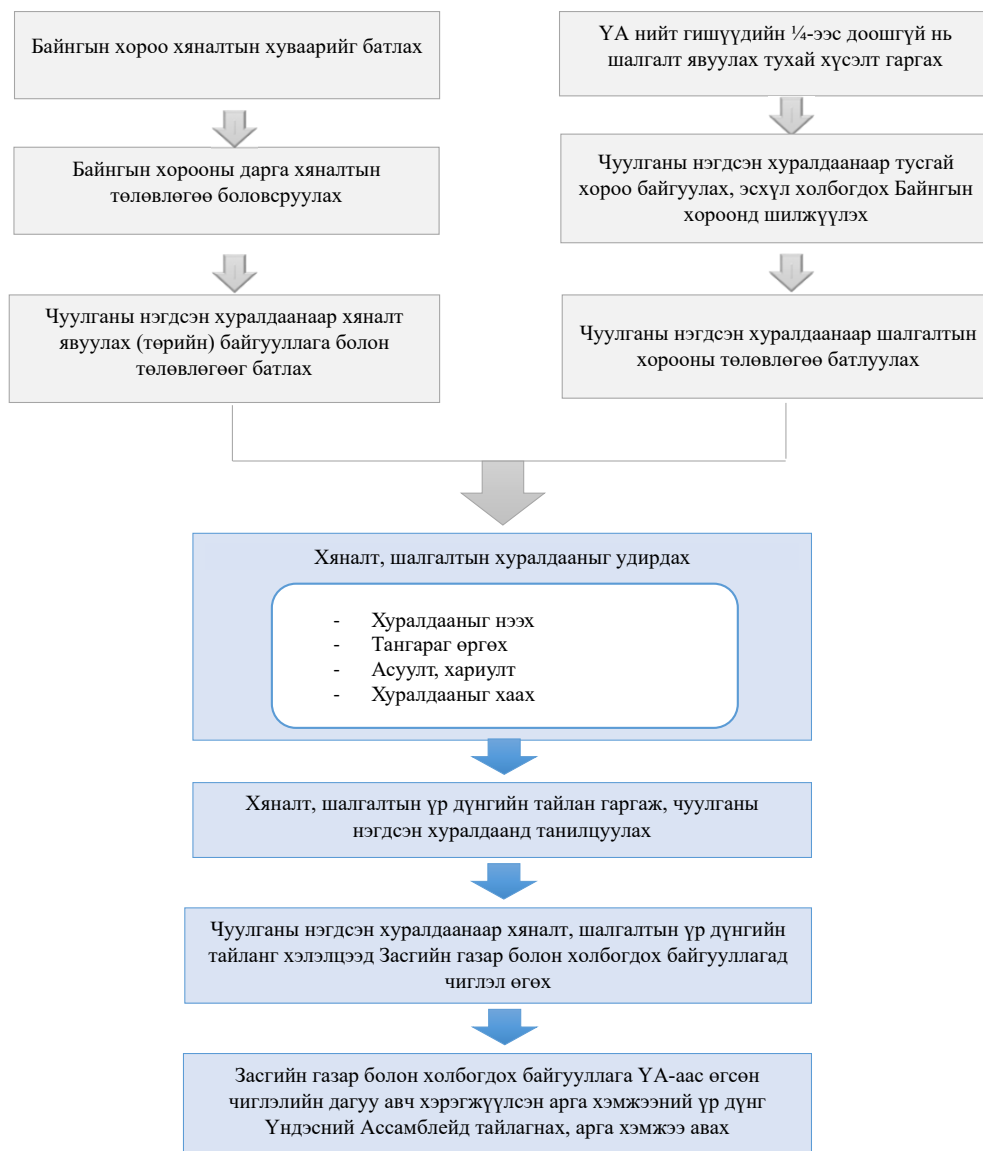 Байнгын хороо хяналтын хуваарийг батлах
Байнгын хорооны дарга хяналтын
төлөвлөгөө боловсруулах
Чуулганы нэгдсэн хуралдаанаар хяналт
явуулах (төрийн) байгууллага болон
төлөвлөгөөг батлах
ҮА нийт гишүүдийн ¼-ээс доошгүй нь
шалгалт явуулах тухай хүсэлт гаргах
Чуулганы нэгдсэн хуралдаанаар тусгай
хороо байгуулах, эсхүл холбогдох Байнгын
хороонд шилжүүлэх
Чуулганы нэгдсэн хуралдаанаар шалгалтын
хорооны төлөвлөгөө батлуулах
Хяналт, шалгалтын хуралдааныг удирдах
- Хуралдааныг нээх
- Тангараг өргөх
- Асуулт, хариулт
- Хуралдааныг хаах
Хяналт, шалгалтын үр дүнгийн тайлан гаргаж, чуулганы
нэгдсэн хуралдаанд танилцуулах
Чуулганы нэгдсэн хуралдаанаар хяналт, шалгалтын үр дүнгийн
тайланг хэлэлцээд Засгийн газар болон холбогдох байгууллагад
чиглэл өгөх
Засгийн газар болон холбогдох байгууллага ҮА-аас өгсөн
чиглэлийн дагуу авч хэрэгжүүлсэн арга хэмжээний үр дүнг
Үндэсний Ассамблейд тайлагнах, арга хэмжээ авах